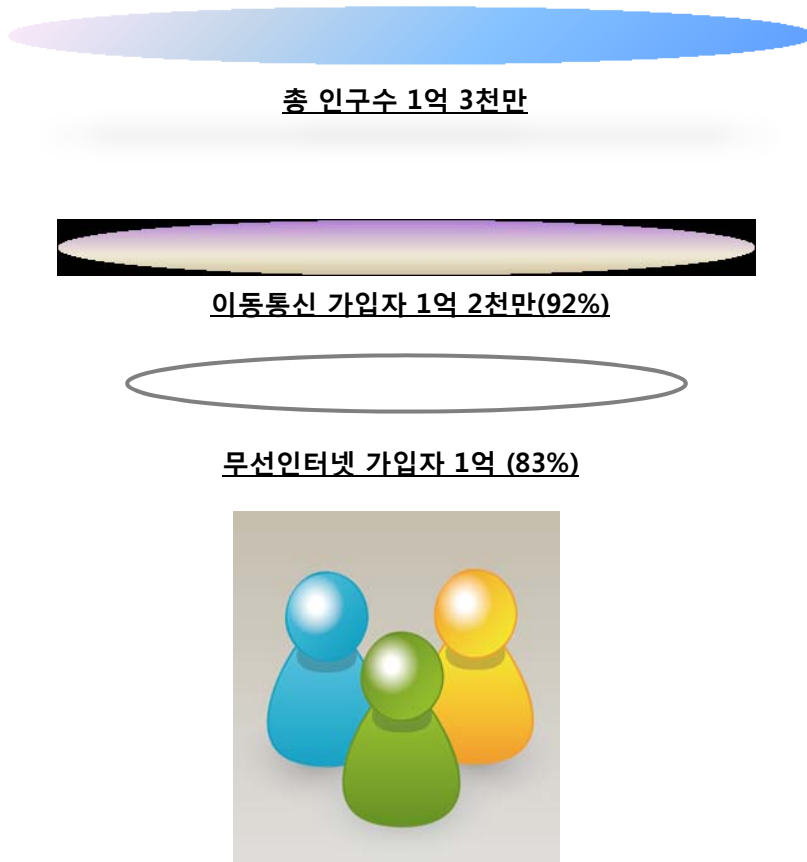 총 인구수 1억 3천만
이동통신 가입자 1억 2천만(92%)
무선인터넷 가입자 1억 (83%)